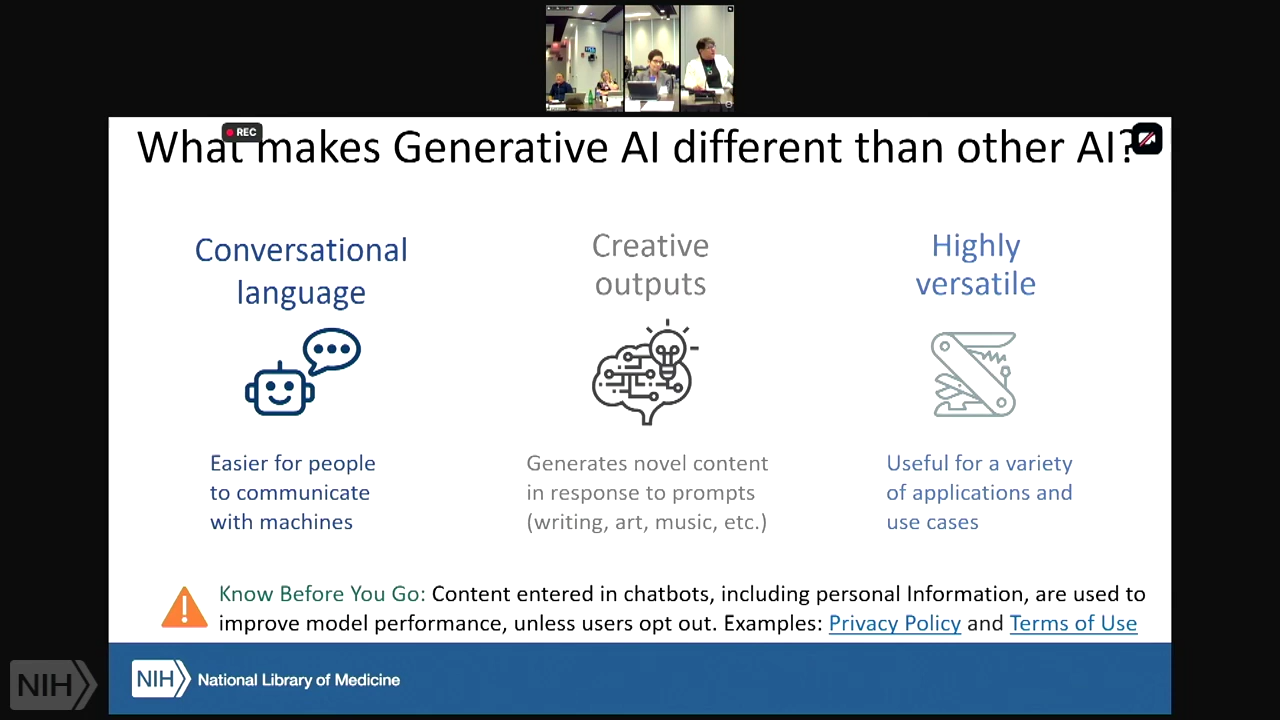 REC
What makes Generative AI different than other AI?
Conversational
language
Creative
outputs
Highly
versatile
Easier for people
to communicate
with machines
Generates novel content
in response to prompts
(writing, art, music, etc.)
Useful for a variety
of applications and
use cases
Know Before You Go: Content entered in chatbots, including personal Information, are used to
improve model performance, unless users opt out. Examples: Privacy Policy and Terms of Use
NIH
NIH National Library of Medicine